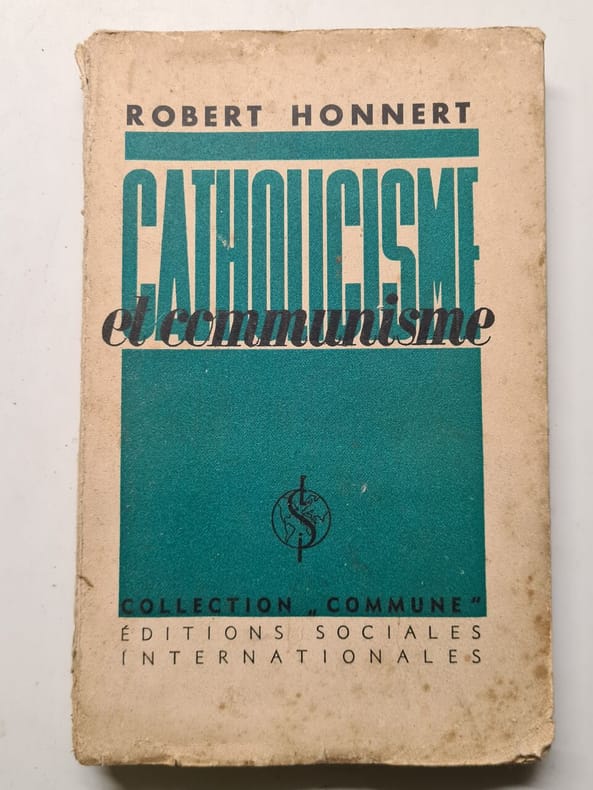 ROBERT HONNERT
CATHOLICISME
et communisme
COLLECTION „COMMUNE"
ÉDITIONS SOCIALES
INTERNATIONALES